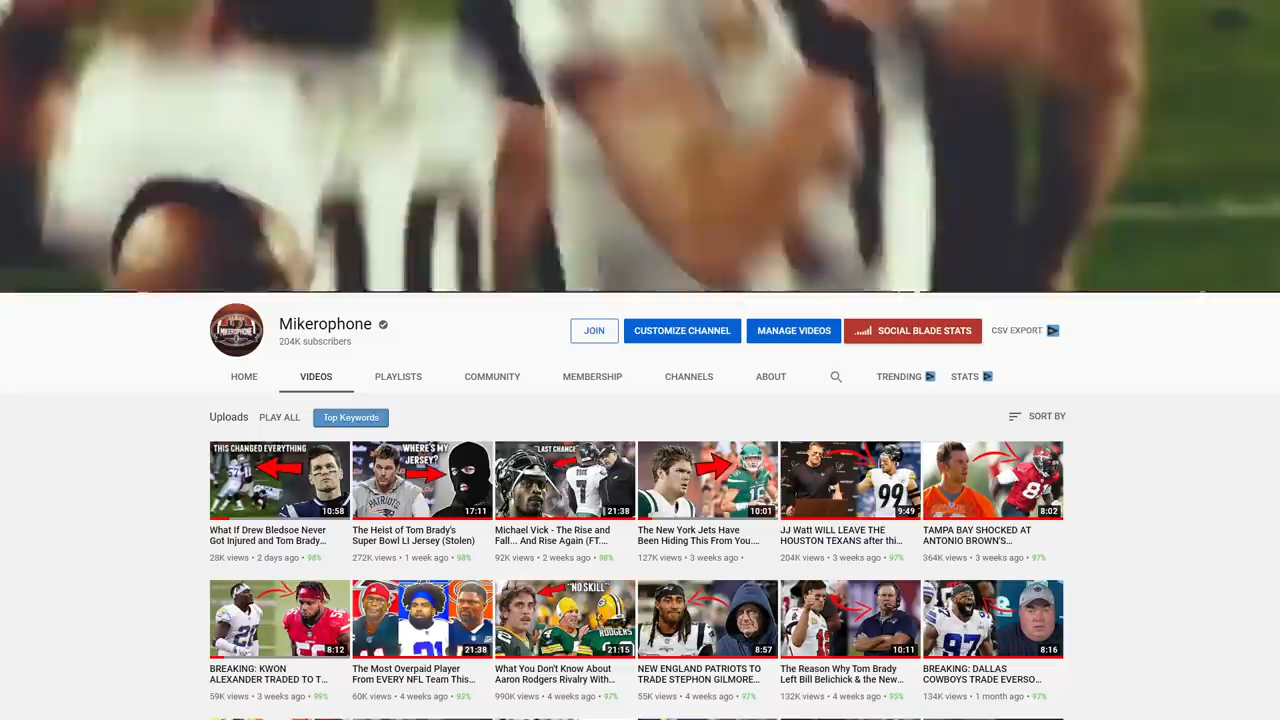 Mikerophone
204K subscribers
JOIN
CUSTOMIZE CHANNEL
MANAGE VIDEOS
SOCIAL BLADE STATS
CSV EXPORT
HOME
VIDEOS
PLAYLISTS
COMMUNITY
MEMBERSHIP
CHANNELS
ABOUT
TRENDING
STATS
Uploads
PLAY ALL
Top Keywords
SORT BY
THIS CHANGED EVERYTHING
10:58
WHERE'S MY
JERSEY?
PATRIOTS
17:11
"LAST CHANCE"
7
21:38
16
10:01
99
9:49
8:02
What If Drew Bledsoe Never
Got Injured and Tom Brady...
28K views • 2 days ago • 98%
The Heist of Tom Brady's
Super Bowl LI Jersey (Stolen)
272K views • 1 week ago • 98%
Michael Vick - The Rise and
Fall... And Rise Again (FT....
92K views • 2 weeks ago • 98%
The New York Jets Have
Been Hiding This From You....
127K views • 3 weeks ago •
JJ Watt WILL LEAVE THE
HOUSTON TEXANS after thi...
204K views • 3 weeks ago • 97%
TAMPA BAY SHOCKED AT
ANTONIO BROWN'S...
364K views • 3 weeks ago • 97%
8:12
21
21:38
"NO SKILL"
RODGERS
21:15
8:57
10:11
97
8:16
BREAKING: KWON
ALEXANDER TRADED TO T...
59K views • 3 weeks ago • 99%
The Most Overpaid Player
From EVERY NFL Team This...
60K views • 4 weeks ago • 93%
What You Don't Know About
Aaron Rodgers Rivalry With...
990K views • 4 weeks ago • 97%
NEW ENGLAND PATRIOTS TO
TRADE STEPHON GILMORE...
55K views • 4 weeks ago • 97%
The Reason Why Tom Brady
Left Bill Belichick & the New...
132K views • 4 weeks ago • 95%
BREAKING: DALLAS
COWBOYS TRADE EVERSO...
134K views • 1 month ago • 97%